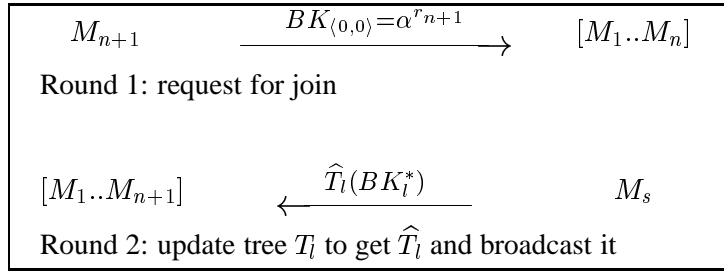 M_{n+1} BK_{⟨0,0⟩}=α^{r_{n+1}} [M_1..M_n]
Round 1: request for join
[M_1..M_{n+1}] \widehat{T}_l(BK_l^*) M_s
Round 2: update tree T_l to get \widehat{T}_l and broadcast it